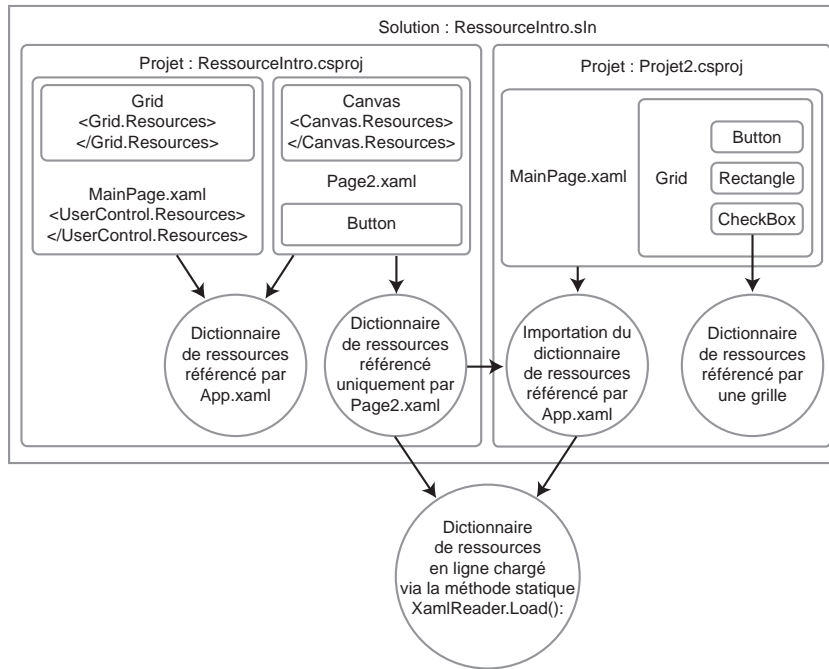 Solution : RessourceIntro.sln
Projet : RessourceIntro.csproj
Grid
<Grid.Resources>
</Grid.Resources>
MainPage.xaml
<UserControl.Resources>
</UserControl.Resources>
Canvas
<Canvas.Resources>
</Canvas.Resources>
Page2.xaml
Button
Dictionnaire
de ressources
référencé par
App.xaml
Dictionnaire
de ressources
référencé
uniquement par
Page2.xaml
Projet : Projet2.csproj
MainPage.xaml
Grid
Button
Rectangle
CheckBox
Importation du
dictionnaire
de ressources
référencé par
App.xaml
Dictionnaire
de ressources
référencé par
une grille
Dictionnaire
de ressources
en ligne chargé
via la méthode statique
XamlReader.Load():